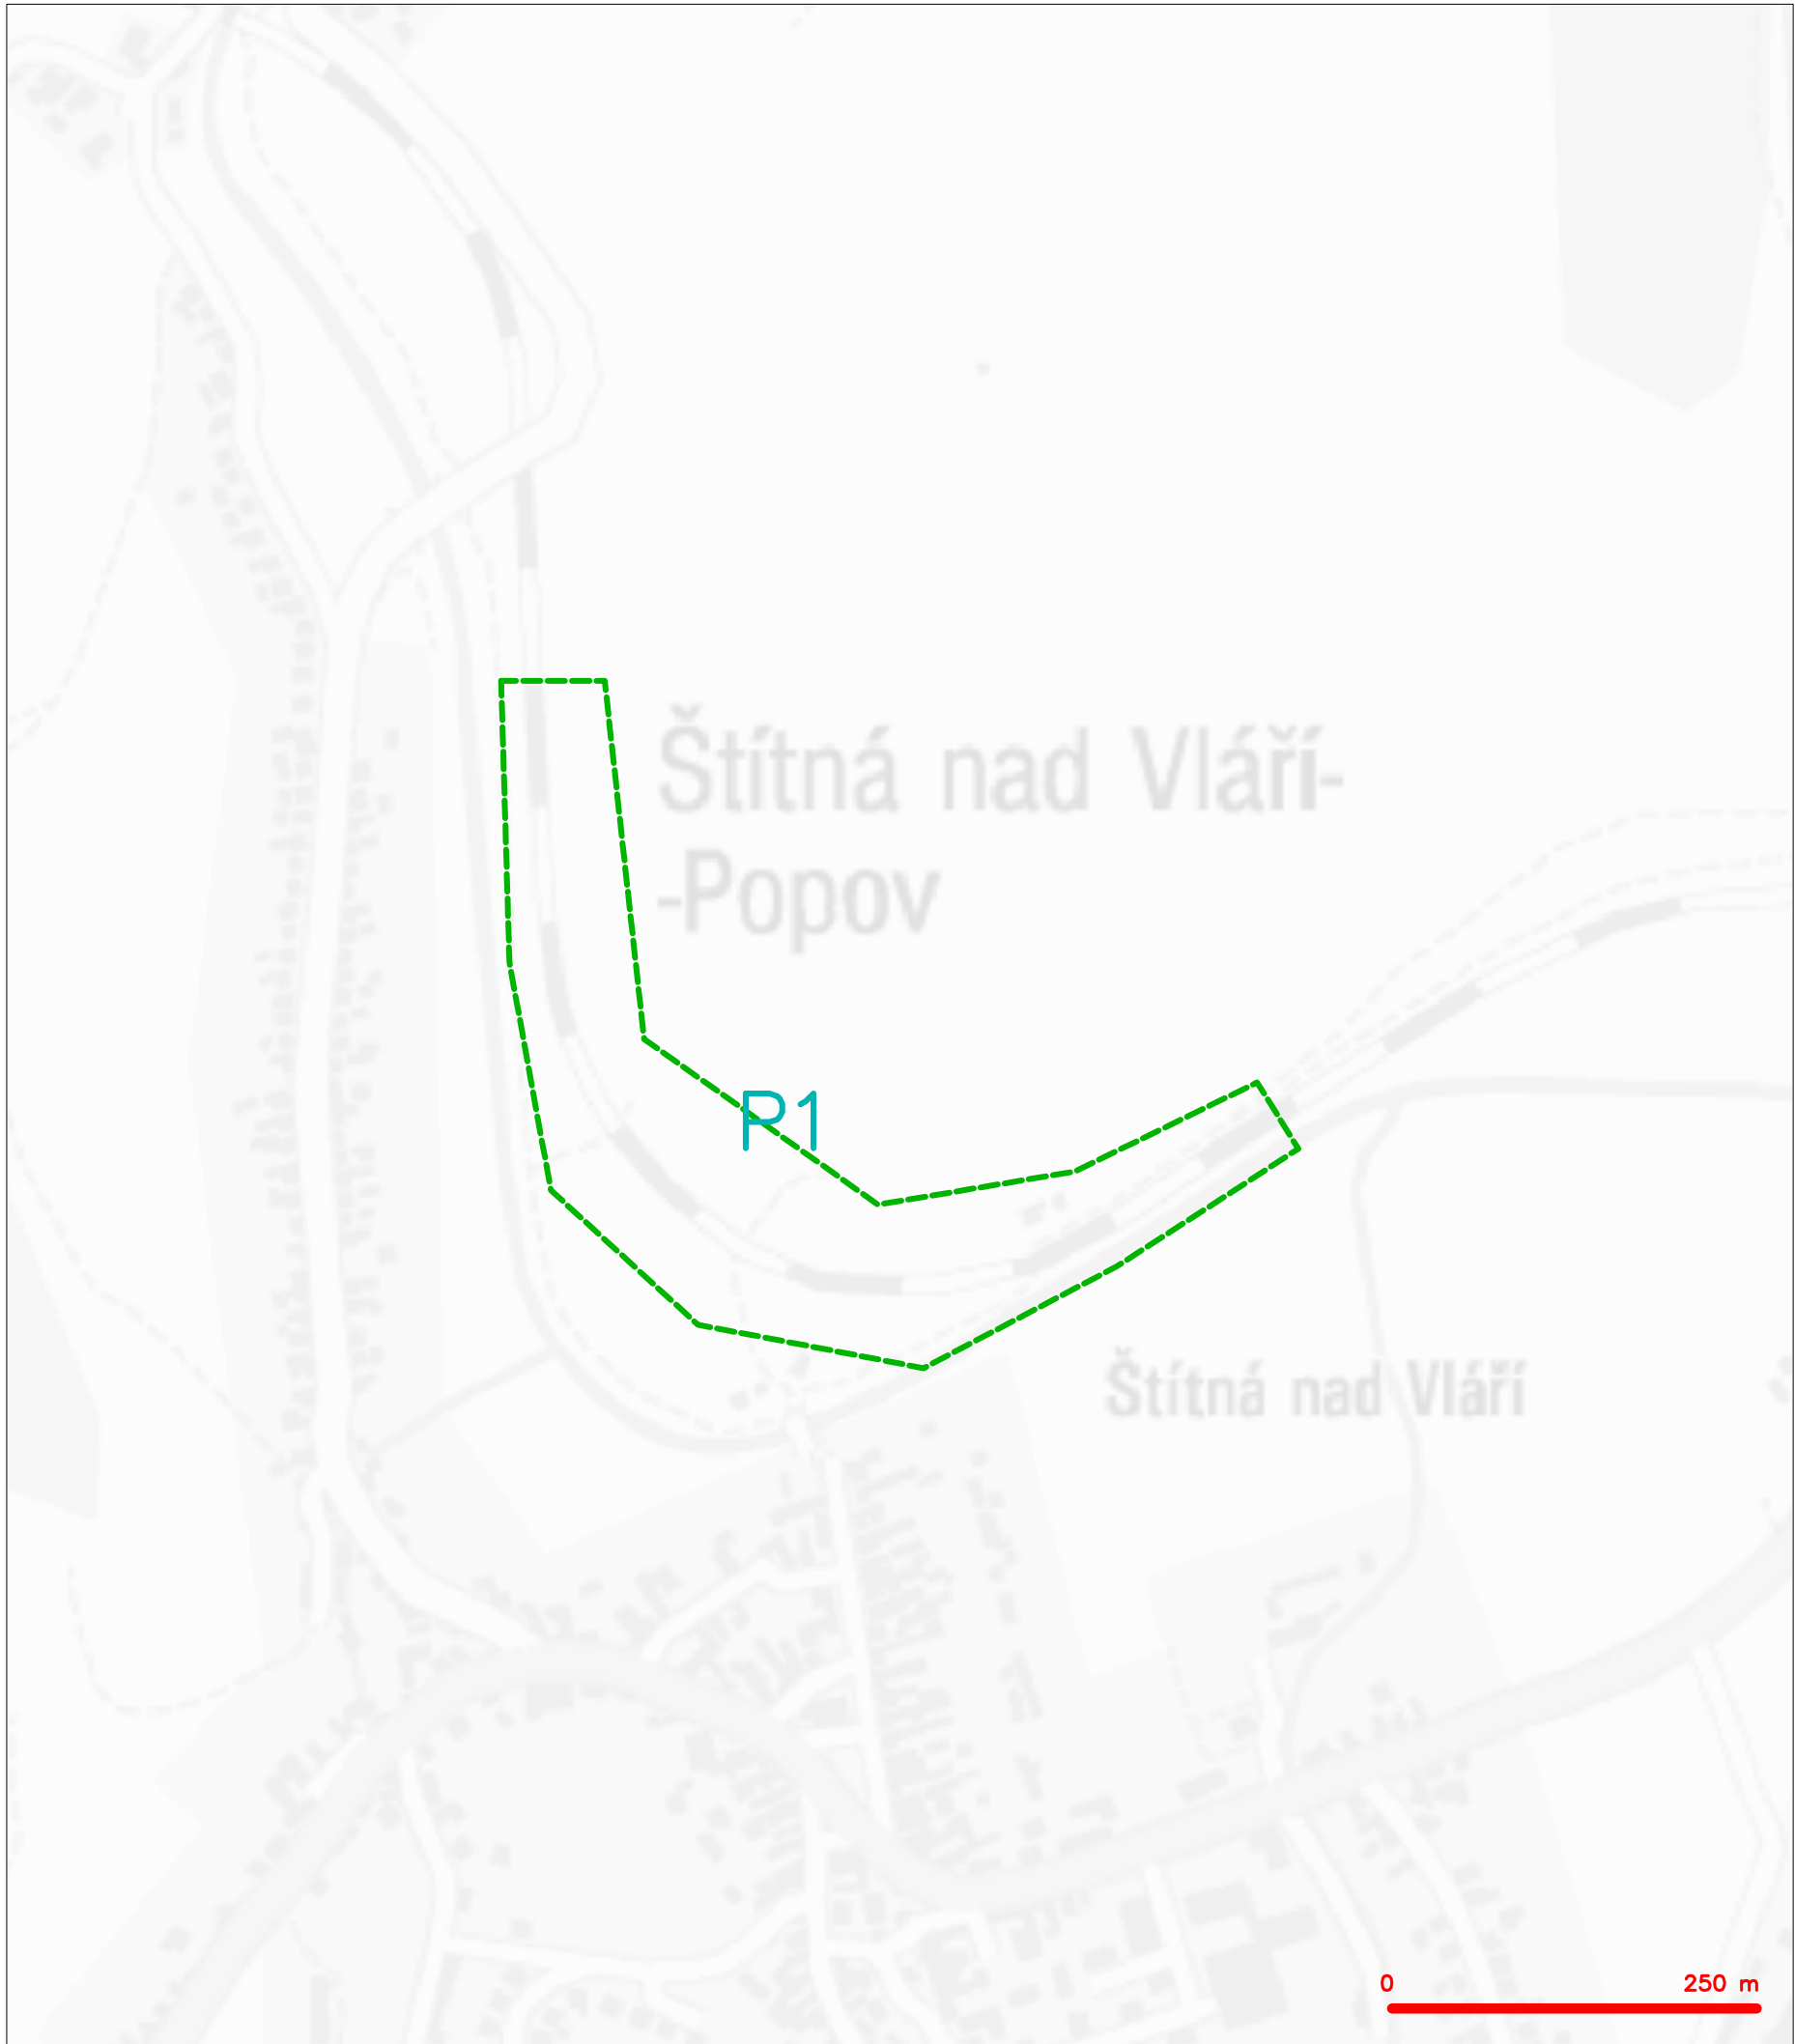 Štítná nad Vláří-
-Popov
P1
Štítná nad Vláří
0 250 m